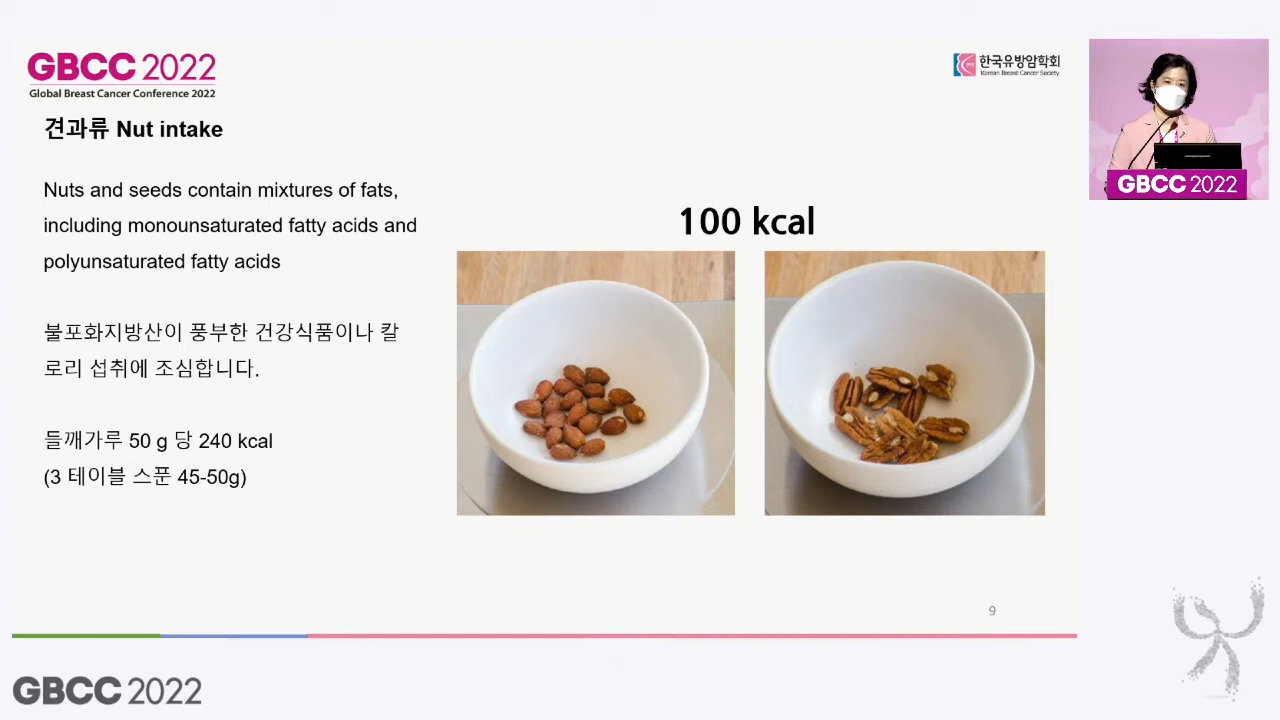 GBCC 2022
Global Breast Cancer Conference 2022
한국유방암학회
Korean Breast Cancer Society
견과류 Nut intake
Nuts and seeds contain mixtures of fats,
including monounsaturated fatty acids and
polyunsaturated fatty acids
불포화지방산이 풍부한 건강식품이나 칼
로리 섭취에 조심합니다.
들깨가루 50 g 당 240 kcal
(3 테이블 스푼 45-50g)
100 kcal
9
GBCC 2022
GBCC 2022